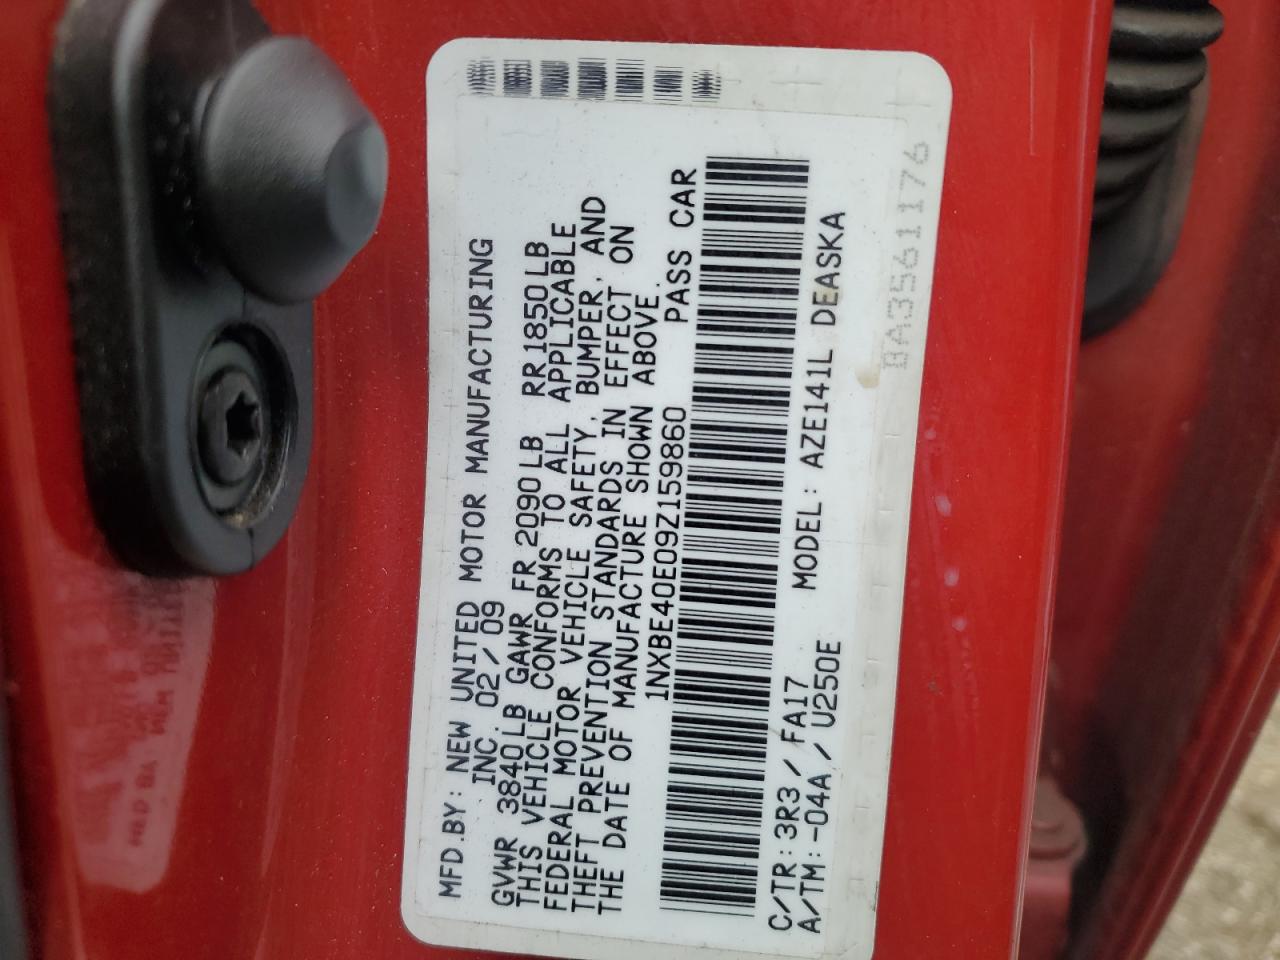 MFD.BY: NEW UNITED MOTOR MANUFACTURING
INC. 02/09
GVWR 3840LB GAWR FR 2090LB RR 1850LB
THIS VEHICLE CONFORMS TO ALL APPLICABLE
FEDERAL MOTOR VEHICLE SAFETY, BUMPER, AND
THEFT PREVENTION STANDARDS IN EFFECT ON
THE DATE OF MANUFACTURE SHOWN ABOVE.
1NXBE40E09Z159860 PASS CAR
C/TR: 3R3/FA17 MODEL: AZE141L DEASKA
A/TM: -04A/U250E
BA3561176